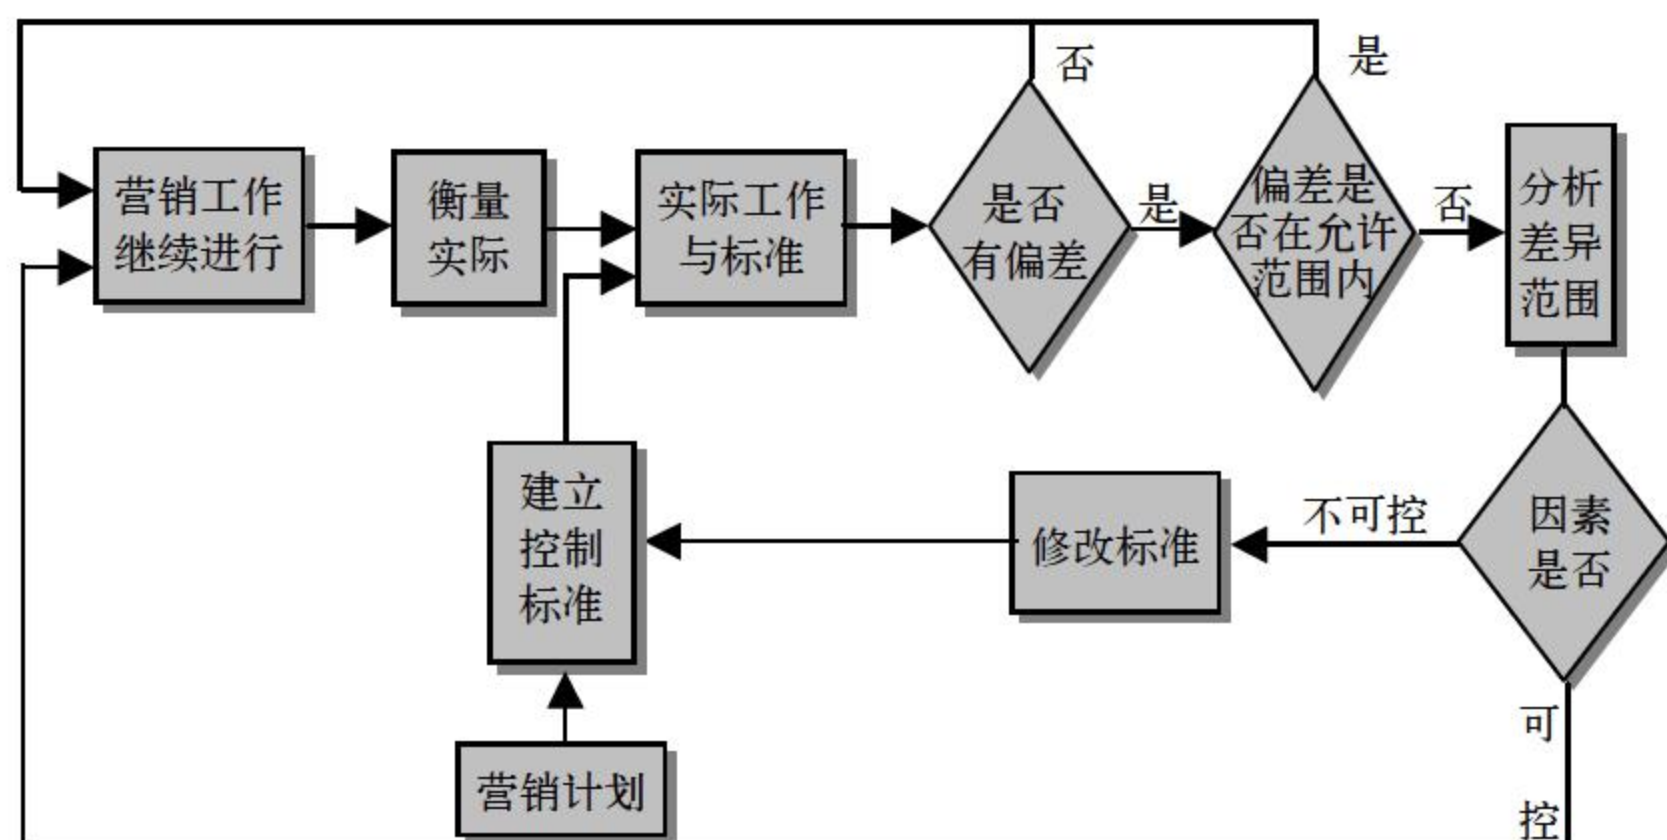 否
是
营销工作
继续进行
衡量
实际
实际工作
与标准
是否
有偏差
是
偏差是
否在允许
范围内
否
分析
差异
范围
建立
控制
标准
修改标准
不可控
因素
是否
营销计划
可
控